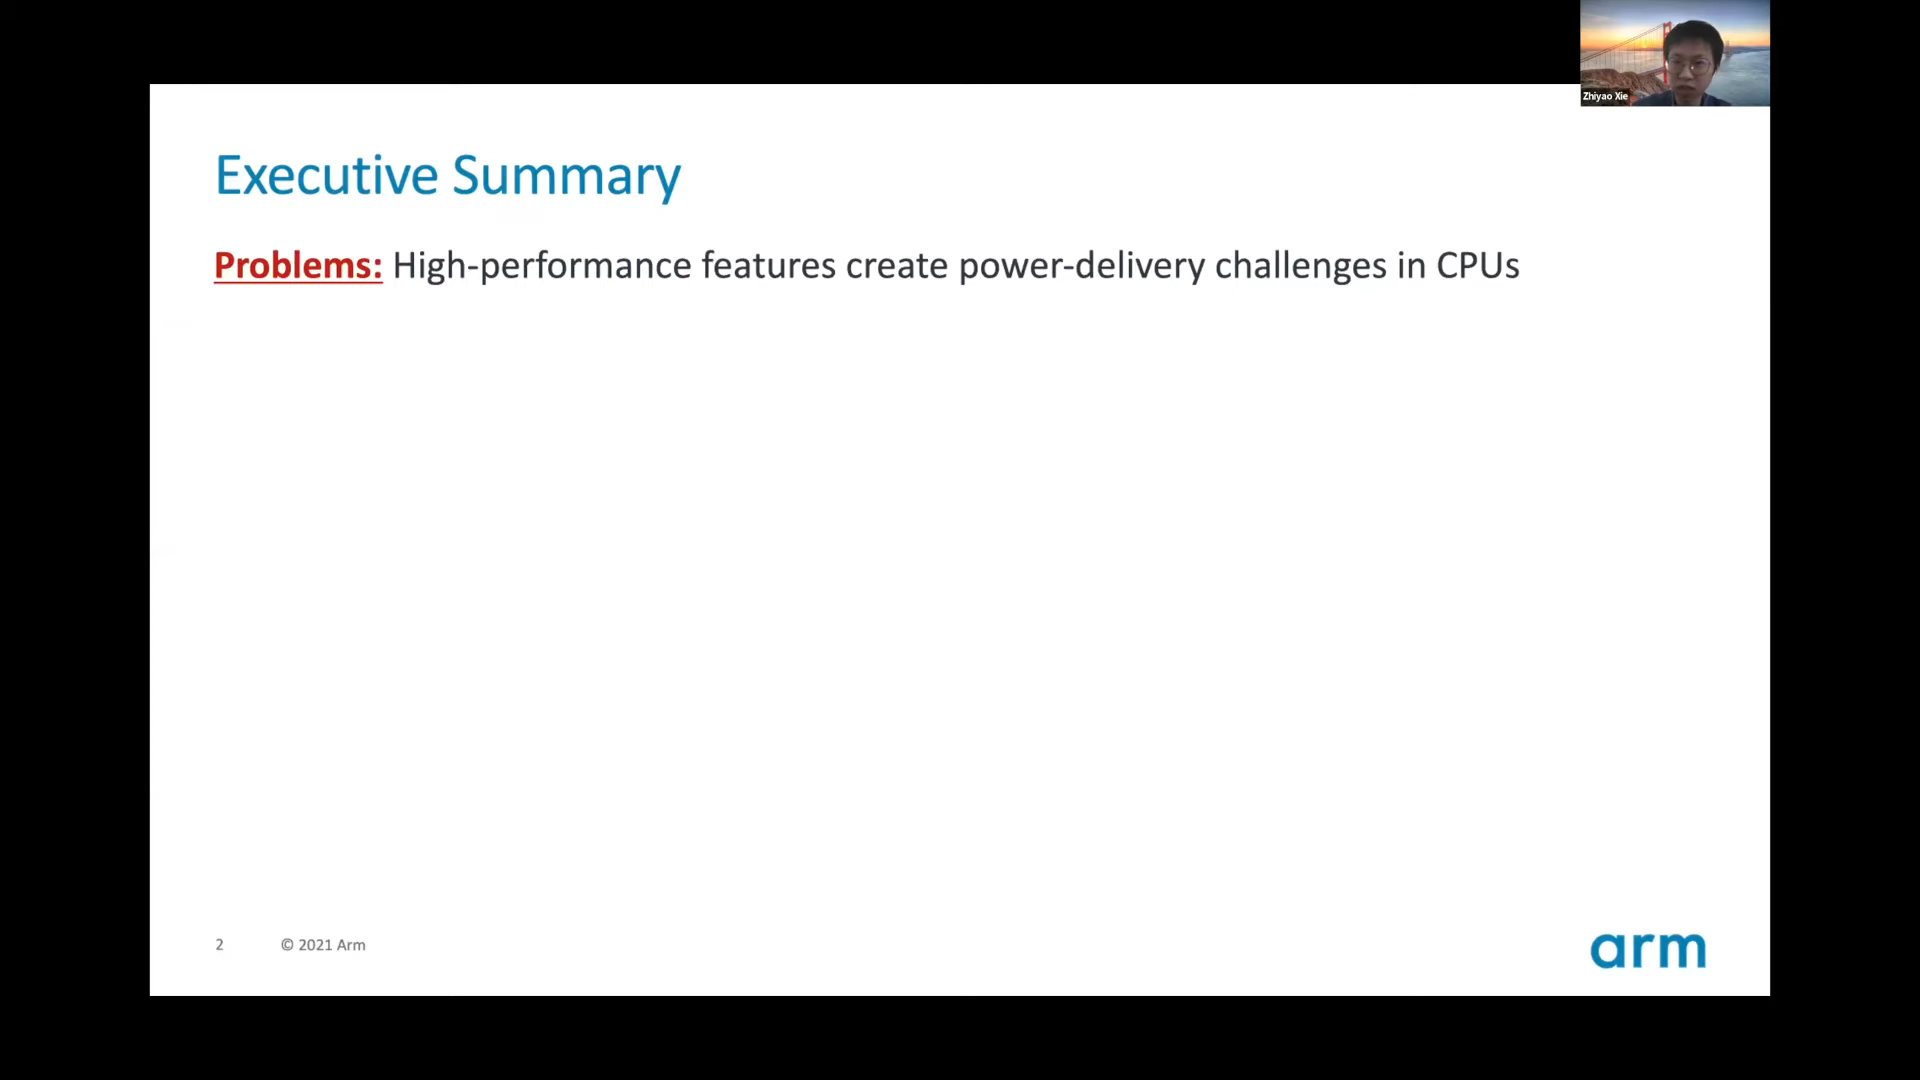 Zhiyao Xie
Executive Summary
Problems: High-performance features create power-delivery challenges in CPUs
2
© 2021 Arm
arm